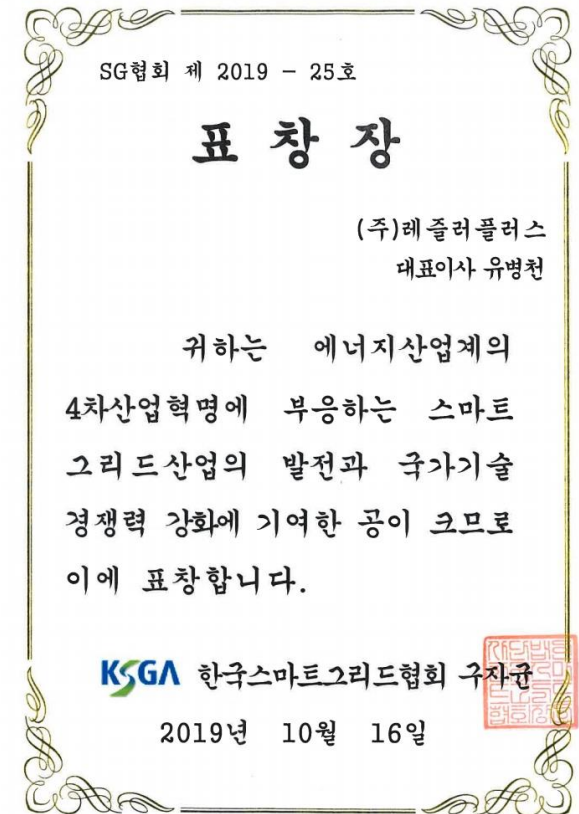 SG협회 제 2019 - 25호
표 창 장
(주)레즐러플러스
대표이사 유병천
귀하는 에너지산업계의
4차산업혁명에 부응하는 스마트
그리드산업의 발전과 국가기술
경쟁력 강화에 기여한 공이 크므로
이에 표창합니다.
KSGA 한국스마트그리드협회 구자균
2019년 10월 16일